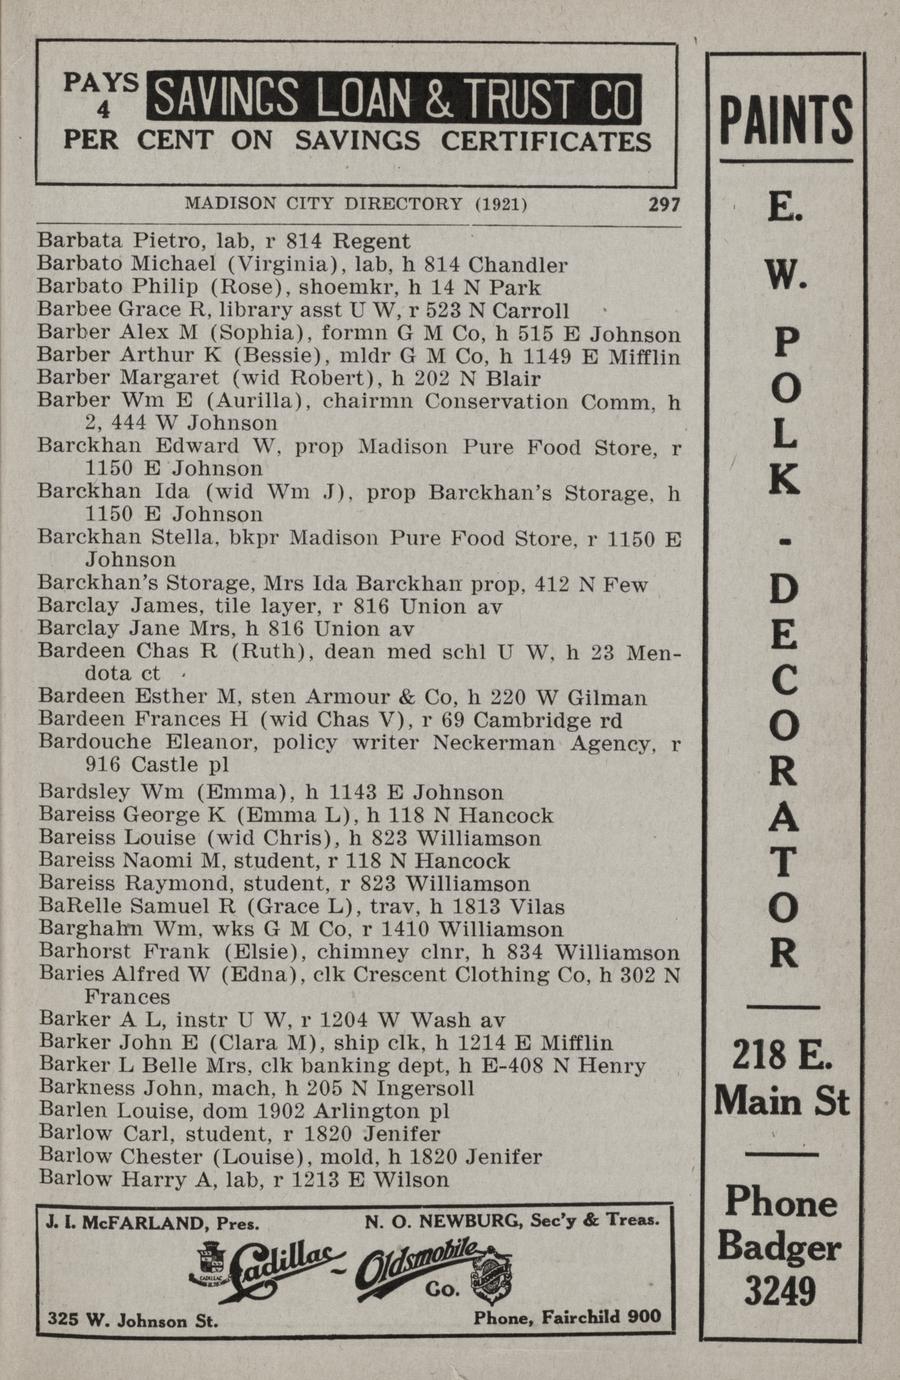 PAYS
4
SAVINGS LOAN & TRUST CO
PER CENT ON SAVINGS CERTIFICATES
MADISON CITY DIRECTORY (1921) 297
Barbata Pietro, lab, r 814 Regent
Barbato Michael (Virginia), lab, h 814 Chandler
Barbato Philip (Rose), shoemkr, h 14 N Park
Barbee Grace R, library asst U W, r 523 N Carroll
Barber Alex M (Sophia), formn G M Co, h 515 E Johnson
Barber Arthur K (Bessie), mldr G M Co, h 1149 E Mifflin
Barber Margaret (wid Robert), h 202 N Blair
Barber Wm E (Aurilla), chairmn Conservation Comm, h
2, 444 W Johnson
Barckhan Edward W, prop Madison Pure Food Store, r
1150 E Johnson
Barckhan Ida (wid Wm J), prop Barckhan's Storage, h
1150 E Johnson
Barckhan Stella, bkpr Madison Pure Food Store, r 1150 E
Johnson
Barckhan's Storage, Mrs Ida Barckhan prop, 412 N Few
Barclay James, tile layer, r 816 Union av
Barclay Jane Mrs, h 816 Union av
Bardeen Chas R (Ruth), dean med schl U W, h 23 Men-
dota ct
Bardeen Esther M, sten Armour & Co, h 220 W Gilman
Bardeen Frances H (wid Chas V), r 69 Cambridge rd
Bardouche Eleanor, policy writer Neckerman Agency, r
916 Castle pl
Bardsley Wm (Emma), h 1143 E Johnson
Bareiss George K (Emma L), h 118 N Hancock
Bareiss Louise (wid Chris), h 823 Williamson
Bareiss Naomi M, student, r 118 N Hancock
Bareiss Raymond, student, r 823 Williamson
BaRelle Samuel R (Grace L), trav, h 1813 Vilas
Barghahn Wm, wks G M Co, r 1410 Williamson
Barhorst Frank (Elsie), chimney clnr, h 834 Williamson
Baries Alfred W (Edna), clk Crescent Clothing Co, h 302 N
Frances
Barker A L, instr U W, r 1204 W Wash av
Barker John E (Clara M), ship clk, h 1214 E Mifflin
Barker L Belle Mrs, clk banking dept, h E-408 N Henry
Barkness John, mach, h 205 N Ingersoll
Barlen Louise, dom 1902 Arlington pl
Barlow Carl, student, r 1820 Jenifer
Barlow Chester (Louise), mold, h 1820 Jenifer
Barlow Harry A, lab, r 1213 E Wilson
J. I. McFARLAND, Pres. N. O. NEWBURG, Sec'y & Treas.
Cadillac - Oldsmobile
Co.
325 W. Johnson St. Phone, Fairchild 900
PAINTS
E.
W.
P
O
L
K
-
D
E
C
O
R
A
T
O
R
218 E.
Main St
Phone
Badger
3249